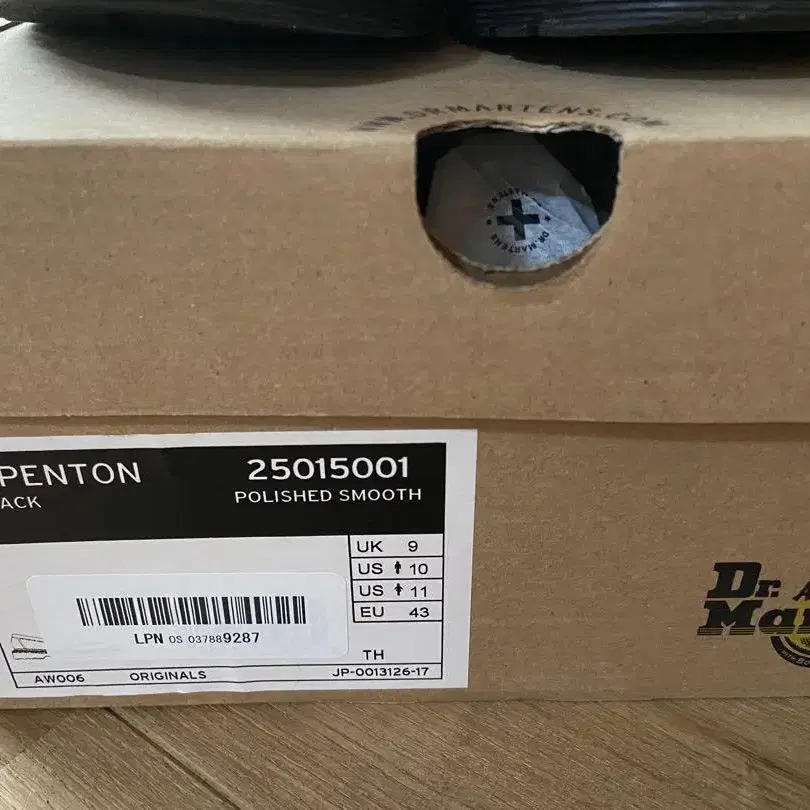 WWW.DRMARTENS.COM
DR. MARTENS
PENTON
ACK
25015001
POLISHED SMOOTH
UK 9
US 10
US 11
EU 43
LPN OS 037889287
TH
AW006 ORIGINALS JP-0013126-17
Dr. A
Ma